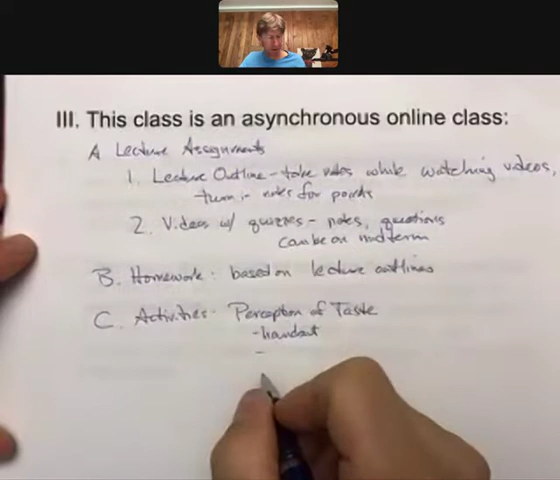 III. This class is an asynchronous online class:
A Lecture Assignments
1. Lecture Outline - take notes while watching videos,
turn in notes for points
2. Videos w/ quizzes - notes, questions
can be on midterm
B. Homework: based on lecture outlines
C. Activities - Perception of Taste
- handout
-